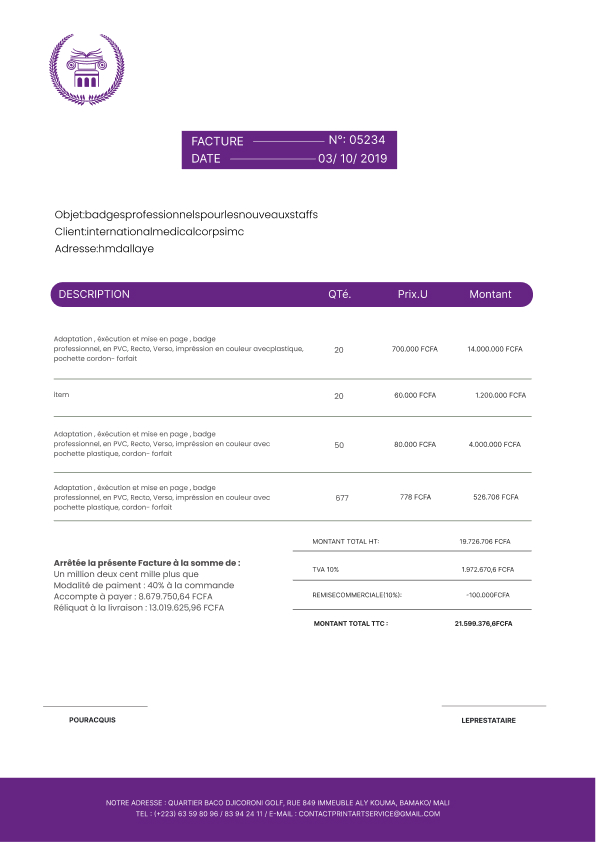 FACTURE N°: 05234
DATE 03/ 10/ 2019
Objet:badgesprofessionnelspourlesnouveauxstaffs
Client:internationalmedicalcorpsimc
Adresse:hmdallaye
DESCRIPTION QTé. Prix.U Montant
Adaptation , éxécution et mise en page , badge
professionnel, en PVC, Recto, Verso, impréssion en couleur avecplastique,
pochette cordon- forfait
20 700.000 FCFA 14.000.000 FCFA
Item 20 60.000 FCFA 1.200.000 FCFA
Adaptation , éxécution et mise en page , badge
professionnel, en PVC, Recto, Verso, impréssion en couleur avec
pochette plastique, cordon- forfait
50 80.000 FCFA 4.000.000 FCFA
Adaptation , éxécution et mise en page , badge
professionnel, en PVC, Recto, Verso, impréssion en couleur avec
pochette plastique, cordon- forfait
677 778 FCFA 526.706 FCFA
MONTANT TOTAL HT: 19.726.706 FCFA
TVA 10% 1.972.670,6 FCFA
REMISECOMMERCIALE(10%): -100.000FCFA
MONTANT TOTAL TTC : 21.599.376,6FCFA
Arrêtée la présente Facture à la somme de :
Un million deux cent mille plus que
Modalité de paiment : 40% à la commande
Accompte à payer : 8.679.750,64 FCFA
Réliquat à la livraison : 13.019.625,96 FCFA
POURACQUIS LEPRESTATAIRE
NOTRE ADRESSE : QUARTIER BACO DJICORONI GOLF, RUE 849 IMMEUBLE ALY KOUMA, BAMAKO/ MALI
TEL : (+223) 63 59 80 96 / 83 94 24 11 / E-MAIL : CONTACTPRINTARTSERVICE@GMAIL.COM